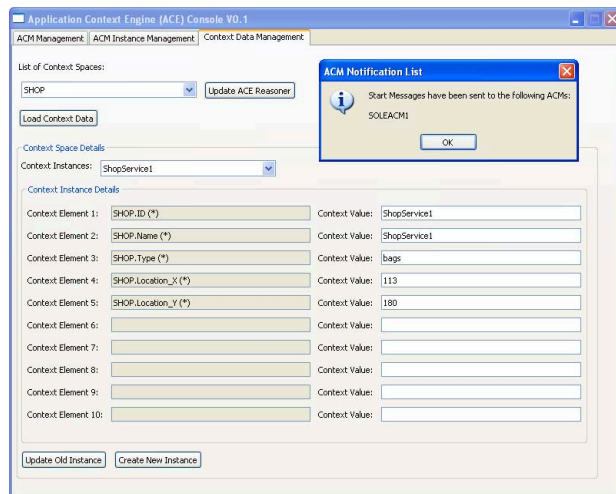 Application Context Engine (ACE) Console V0.1
ACM Management ACM Instance Management Context Data Management
List of Context Spaces:
SHOP Update ACE Reasoner
Load Context Data
ACM Notification List
Start Messages have been sent to the following ACMs:
SOLEACM1
OK
Context Space Details
Context Instances: ShopService1
Context Instance Details
Context Element 1: SHOP.ID (*) Context Value: ShopService1
Context Element 2: SHOP.Name (*) Context Value: ShopService1
Context Element 3: SHOP.Type (*) Context Value: bags
Context Element 4: SHOP.Location_X (*) Context Value: 113
Context Element 5: SHOP.Location_Y (*) Context Value: 180
Context Element 6: Context Value:
Context Element 7: Context Value:
Context Element 8: Context Value:
Context Element 9: Context Value:
Context Element 10: Context Value:
Update Old Instance Create New Instance